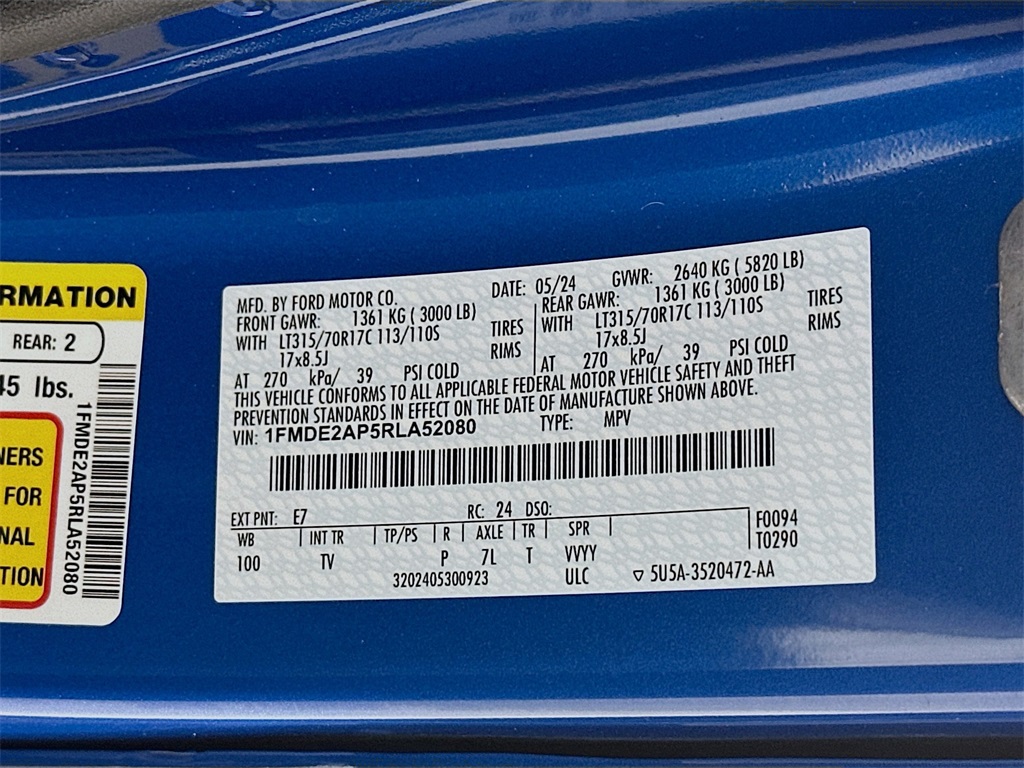 RMATION
REAR: 2
45 lbs.
NERS
FOR
NAL
TION
1FMDE2AP5RLA52080
MFD. BY FORD MOTOR CO. DATE: 05/24 GVWR: 2640 KG ( 5820 LB)
FRONT GAWR: 1361 KG ( 3000 LB) REAR GAWR: 1361 KG ( 3000 LB)
WITH LT315/70R17C 113/110S TIRES WITH LT315/70R17C 113/110S TIRES
17x8.5J RIMS 17x8.5J RIMS
AT 270 kPa/ 39 PSI COLD AT 270 kPa/ 39 PSI COLD
THIS VEHICLE CONFORMS TO ALL APPLICABLE FEDERAL MOTOR VEHICLE SAFETY AND THEFT
PREVENTION STANDARDS IN EFFECT ON THE DATE OF MANUFACTURE SHOWN ABOVE.
VIN: 1FMDE2AP5RLA52080 TYPE: MPV
EXT PNT: E7 RC: 24 DSO: F0094
WB INT TR TP/PS R AXLE TR SPR T0290
100 TV P 7L T VVYY
3202405300923 ULC ▽ 5U5A-3520472-AA